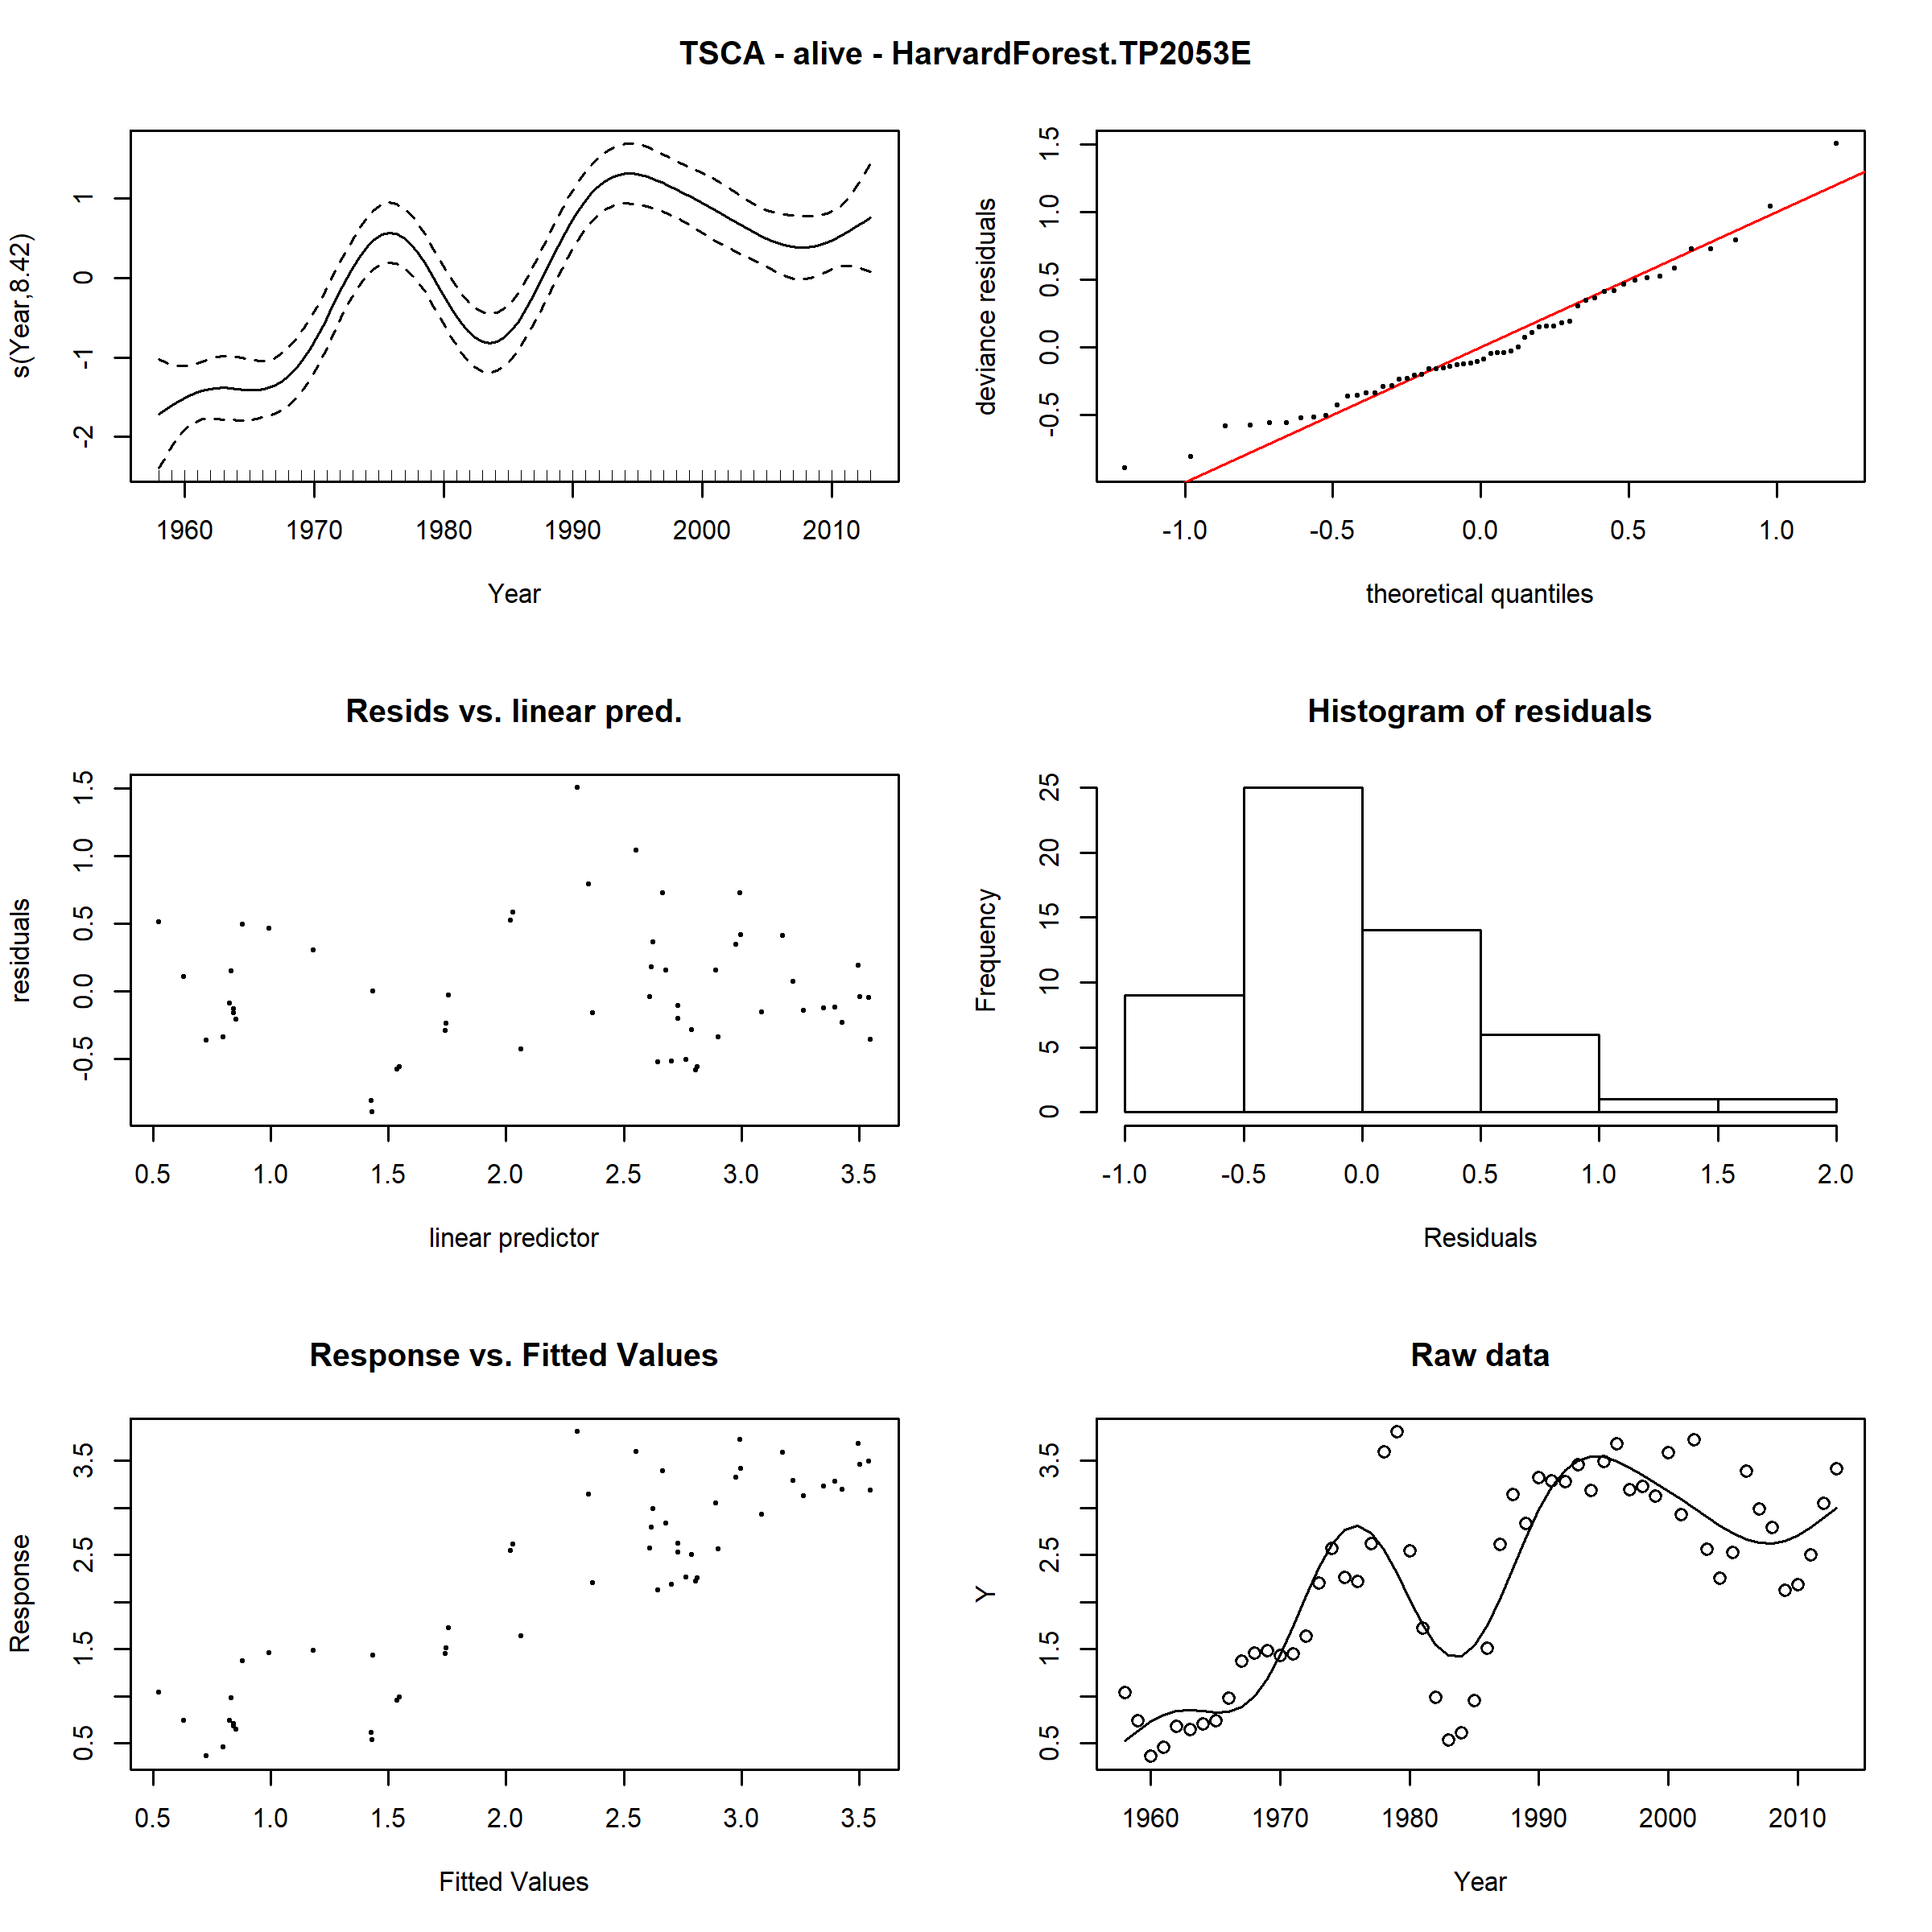 TSCA - alive - HarvardForest.TP2053E
s(Year,8.42)
1
0
-1
-2
1960 1970 1980 1990 2000 2010
Year
deviance residuals
1.5
1.0
0.5
0.0
-0.5
-1.0 -0.5 0.0 0.5 1.0
theoretical quantiles
Resids vs. linear pred.
residuals
1.5
1.0
0.5
0.0
-0.5
0.5 1.0 1.5 2.0 2.5 3.0 3.5
linear predictor
Histogram of residuals
Frequency
25
20
15
10
5
0
-1.0 -0.5 0.0 0.5 1.0 1.5 2.0
Residuals
Response vs. Fitted Values
Response
3.5
2.5
1.5
0.5
0.5 1.0 1.5 2.0 2.5 3.0 3.5
Fitted Values
Raw data
Y
3.5
2.5
1.5
0.5
1960 1970 1980 1990 2000 2010
Year